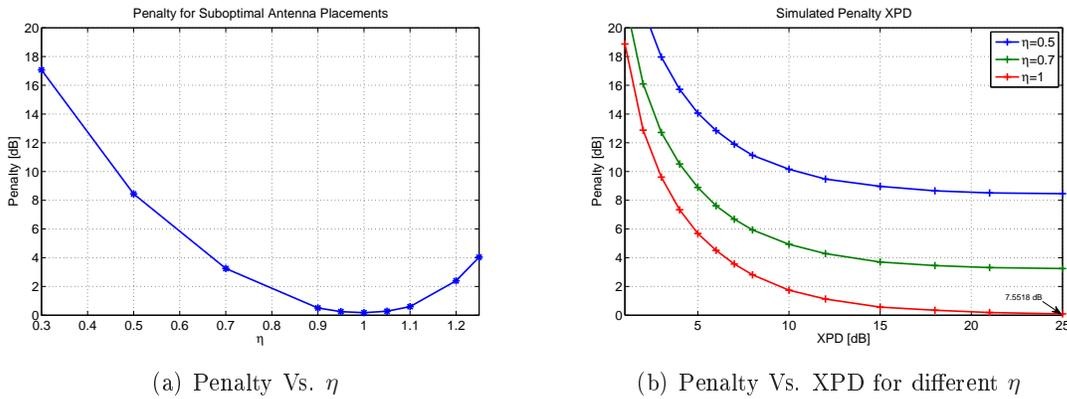 Penalty for Suboptimal Antenna Placements
20
18
16
14
12
10
8
6
4
2
0
Penalty [dB]
0.3 0.4 0.5 0.6 0.7 0.8 0.9 1 1.1 1.2
η
(a) Penalty Vs. η
Simulated Penalty XPD
20
18
16
14
12
10
8
6
4
2
0
Penalty [dB]
η=0.5
η=0.7
η=1
7.5518 dB
5 10 15 20 25
XPD [dB]
(b) Penalty Vs. XPD for different η